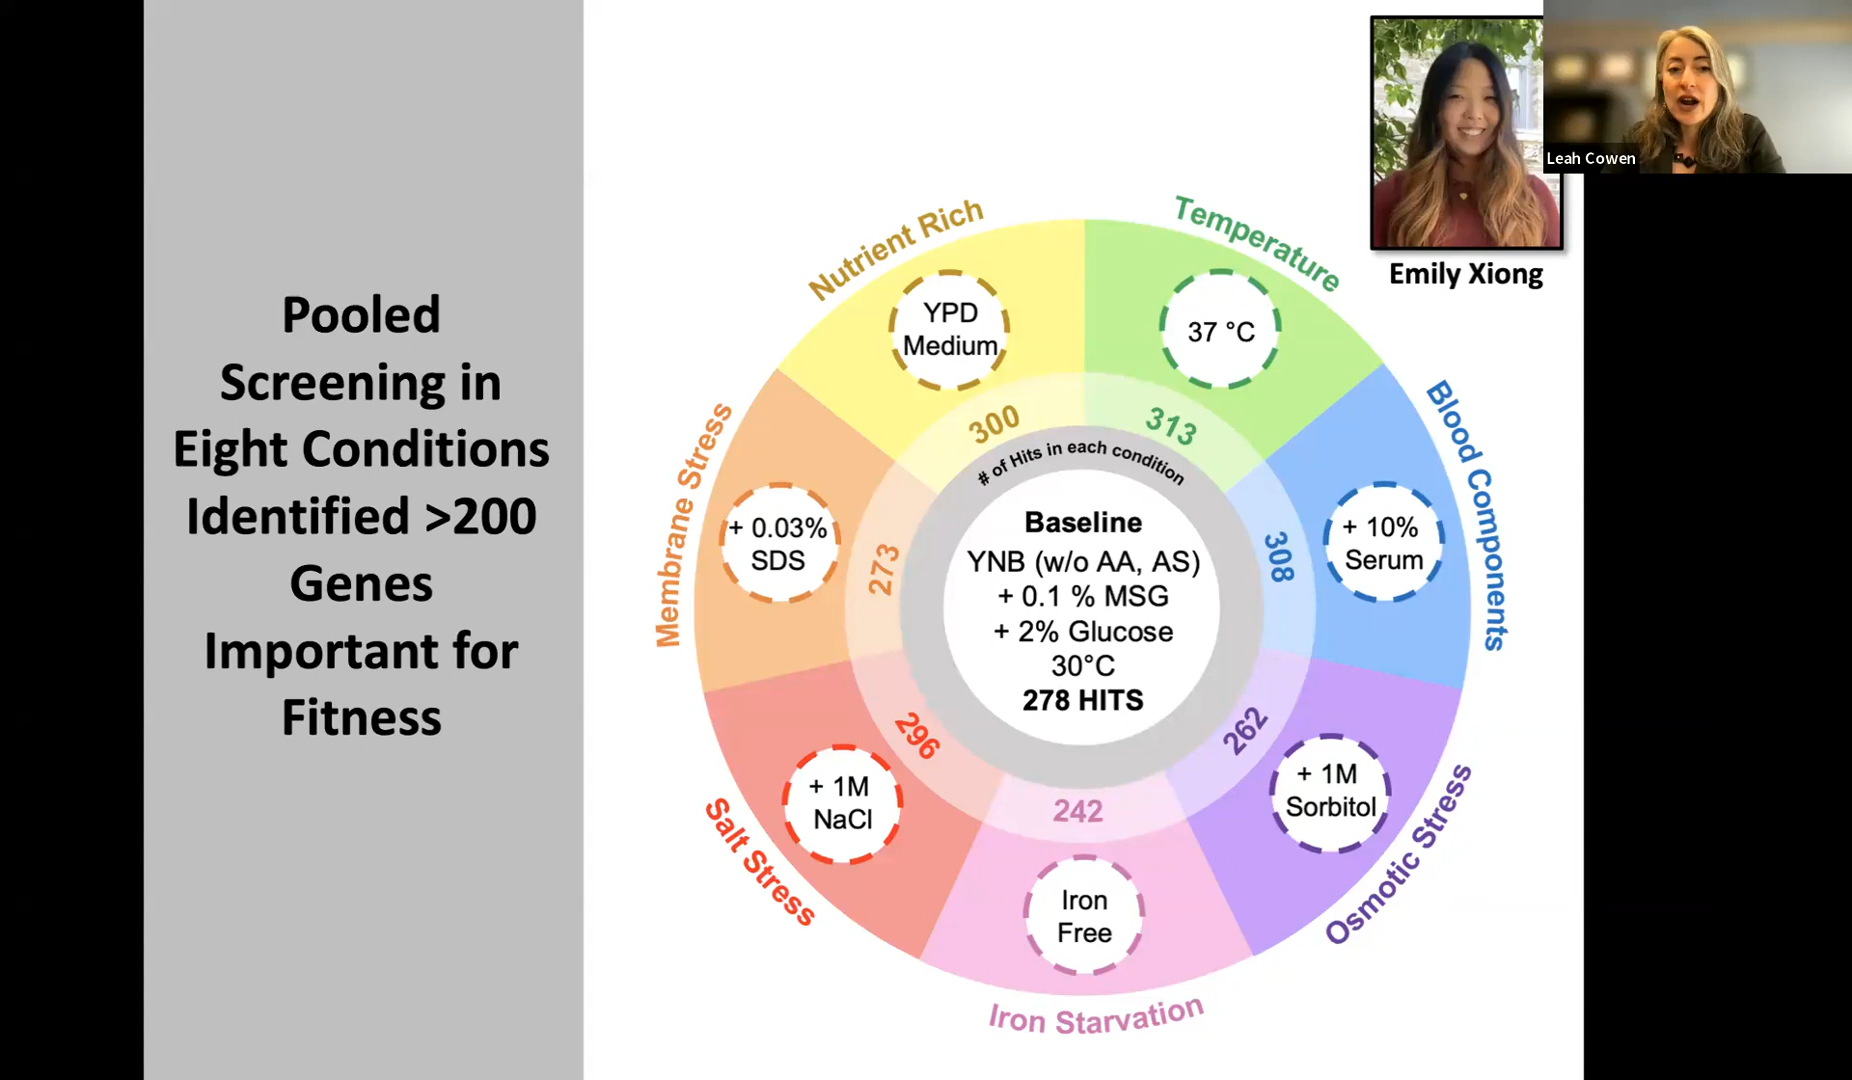 Pooled
Screening in
Eight Conditions
Identified >200
Genes
Important for
Fitness
Nutrient Rich
YPD
Medium
300
Temperature
37 °C
313
Blood Components
+ 10%
Serum
308
Osmotic Stress
+ 1M
Sorbitol
262
Iron Starvation
Iron
Free
242
Salt Stress
+ 1M
NaCl
296
Membrane Stress
+ 0.03%
SDS
273
# of Hits in each condition
Baseline
YNB (w/o AA, AS)
+ 0.1 % MSG
+ 2% Glucose
30°C
278 HITS
Emily Xiong
Leah Cowen